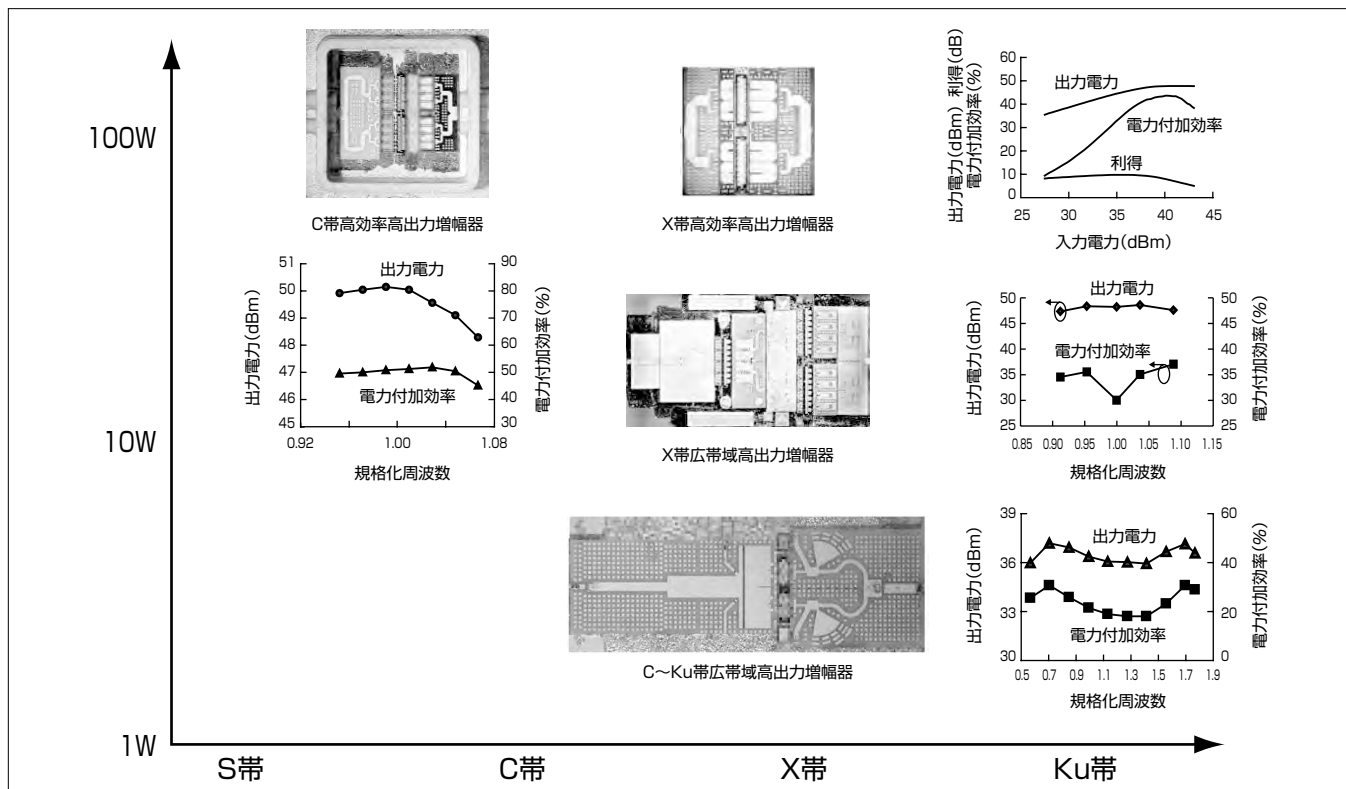 100W
10W
1W
S帯
C帯
X帯
Ku帯
C帯高効率高出力増幅器
出力電力(dBm)
51
50
49
48
47
46
45
出力電力
電力付加効率
90
80
70
60
50
40
30
電力付加効率(%)
0.92
1.00
1.08
規格化周波数
X帯高効率高出力増幅器
出力電力(dBm) 利得(dB)
電力付加効率(%)
60
50
40
30
20
10
0
出力電力
電力付加効率
利得
25
30
35
40
45
入力電力(dBm)
X帯広帯域高出力増幅器
出力電力(dBm)
50
45
40
35
30
25
出力電力
電力付加効率
50
45
40
35
30
25
電力付加効率(%)
0.85
0.90
0.95
1.00
1.05
1.10
1.15
規格化周波数
C~Ku帯広帯域高出力増幅器
出力電力(dBm)
39
36
33
30
出力電力
電力付加効率
60
40
20
0
電力付加効率(%)
0.5
0.7
0.9
1.1
1.3
1.5
1.7
1.9
規格化周波数